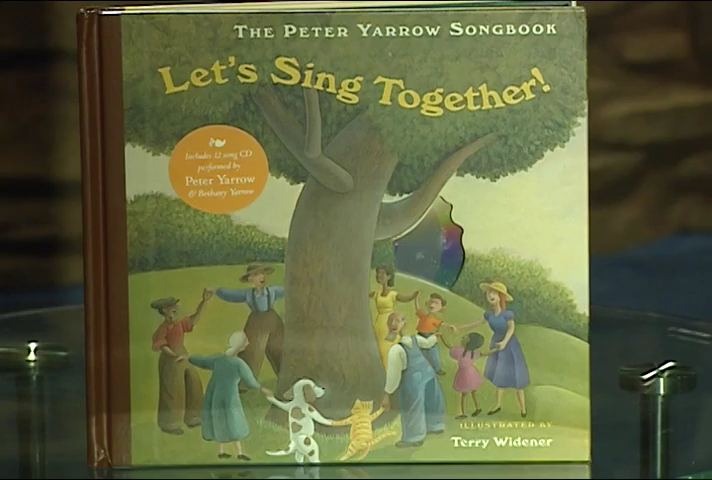 THE PETER YARROW SONGBOOK
Let's Sing Together!
Includes 12 song CD
performed by
Peter Yarrow
& Bethany Yarrow
ILLUSTRATED BY
Terry Widener